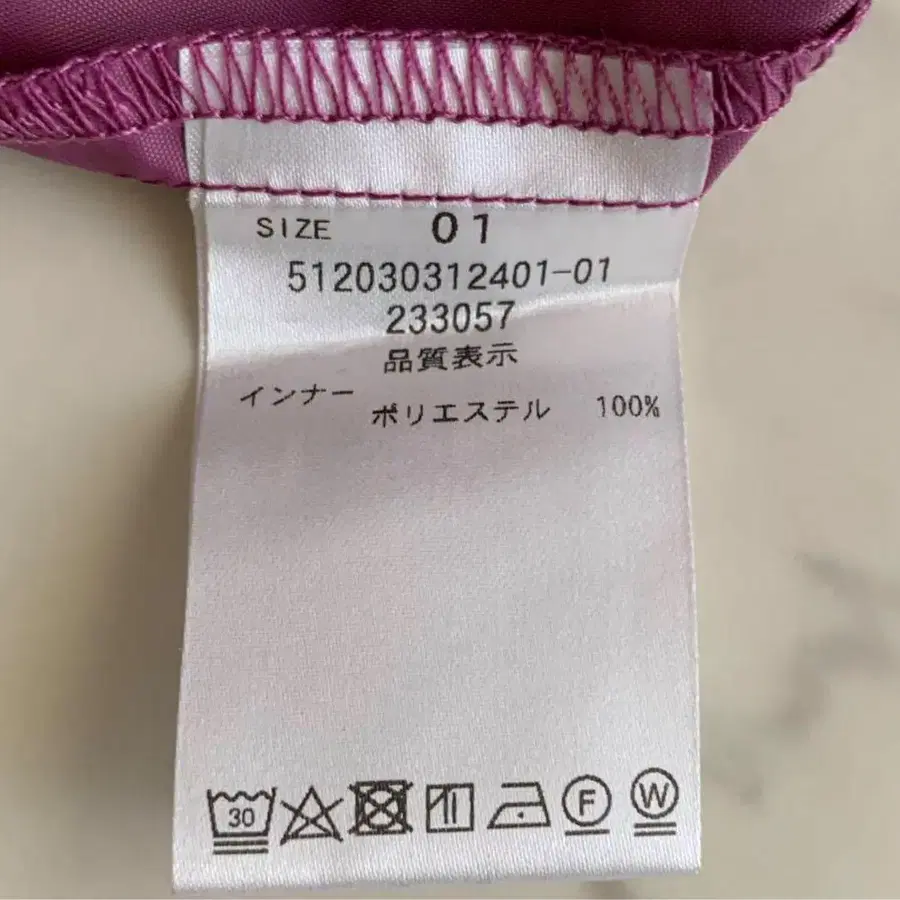 SIZE 01
512030312401-01
233057
品質表示
インナー
ポリエステル 100%
30 F W